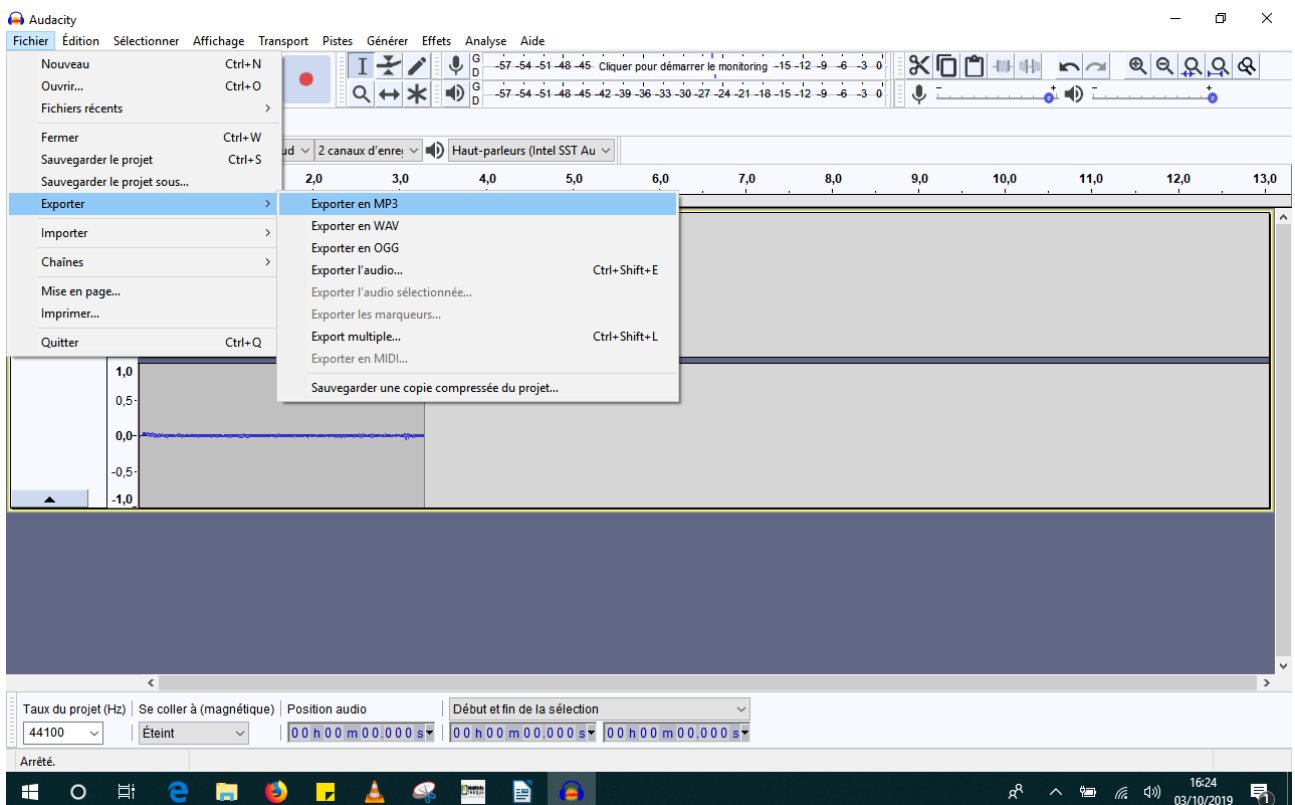 Audacity
Fichier Édition Sélectionner Affichage Transport Pistes Générer Effets Analyse Aide
Nouveau Ctrl+N
Ouvrir... Ctrl+O
Fichiers récents
Fermer Ctrl+W
Sauvegarder le projet Ctrl+S
Sauvegarder le projet sous...
Exporter
Importer
Chaînes
Mise en page...
Imprimer...
Quitter Ctrl+Q
G
D
-57 -54 -51 -48 -45 Cliquer pour démarrer le monitoring -15 -12 -9 -6 -3 0
G
D
-57 -54 -51 -48 -45 -42 -39 -36 -33 -30 -27 -24 -21 -18 -15 -12 -9 -6 -3 0
2 canaux d'enre Haut-parleurs (Intel SST Au
2,0 3,0 4,0 5,0 6,0 7,0 8,0 9,0 10,0 11,0 12,0 13,0
Exporter en MP3
Exporter en WAV
Exporter en OGG
Exporter l'audio... Ctrl+Shift+E
Exporter l'audio sélectionnée...
Exporter les marqueurs...
Export multiple... Ctrl+Shift+L
Exporter en MIDI...
Sauvegarder une copie compressée du projet...
1,0
0,5
0,0
-0,5
-1,0
Taux du projet (Hz) Se coller à (magnétique) Position audio Début et fin de la sélection
44100 Éteint 00 h 00 m 00.000 s 00 h 00 m 00.000 s 00 h 00 m 00.000 s
Arrêté.
16:24
03/10/2019
1